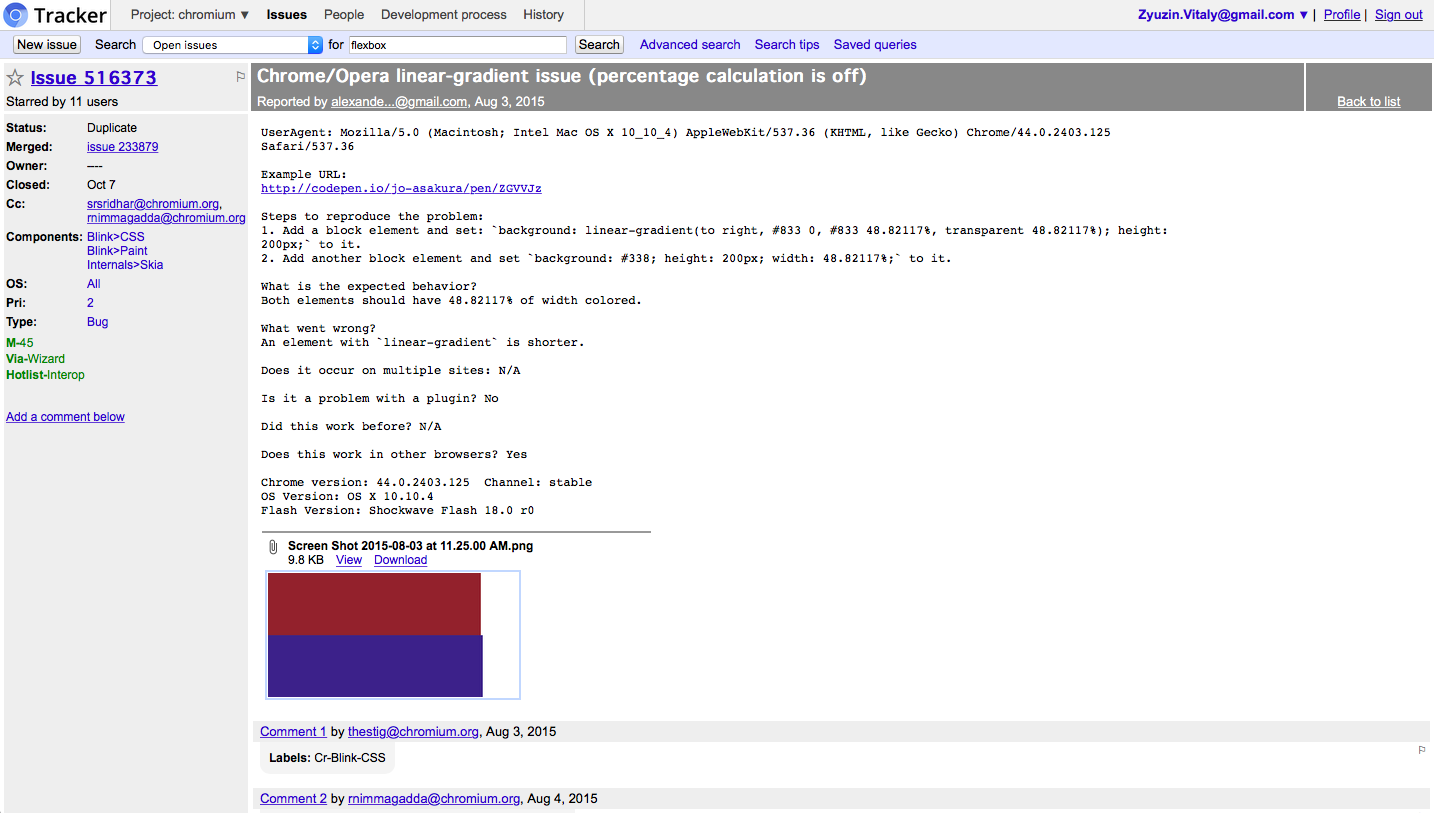 Tracker
Project: chromium ▼ Issues People Development process History
Zyuzin.Vitaly@gmail.com ▼ | Profile | Sign out
New issue Search Open issues for flexbox Search Advanced search Search tips Saved queries
Issue 516373
Starred by 11 users
Chrome/Opera linear-gradient issue (percentage calculation is off)
Reported by alexande...@gmail.com, Aug 3, 2015
Back to list
Status: Duplicate
Merged: issue 233879
Owner: ----
Closed: Oct 7
Cc: srsridhar@chromium.org,
rnimmagadda@chromium.org
Components: Blink>CSS
Blink>Paint
Internals>Skia
OS: All
Pri: 2
Type: Bug
M-45
Via-Wizard
Hotlist-Interop
Add a comment below
UserAgent: Mozilla/5.0 (Macintosh; Intel Mac OS X 10_10_4) AppleWebKit/537.36 (KHTML, like Gecko) Chrome/44.0.2403.125
Safari/537.36
Example URL:
http://codepen.io/jo-asakura/pen/ZGVVJz
Steps to reproduce the problem:
1. Add a block element and set: `background: linear-gradient(to right, #833 0, #833 48.82117%, transparent 48.82117%); height:
200px;` to it.
2. Add another block element and set `background: #338; height: 200px; width: 48.82117%;` to it.
What is the expected behavior?
Both elements should have 48.82117% of width colored.
What went wrong?
An element with `linear-gradient` is shorter.
Does it occur on multiple sites: N/A
Is it a problem with a plugin? No
Did this work before? N/A
Does this work in other browsers? Yes
Chrome version: 44.0.2403.125  Channel: stable
OS Version: OS X 10.10.4
Flash Version: Shockwave Flash 18.0 r0
Screen Shot 2015-08-03 at 11.25.00 AM.png
9.8 KB View Download
Comment 1 by thestig@chromium.org, Aug 3, 2015
Labels: Cr-Blink-CSS
Comment 2 by rnimmagadda@chromium.org, Aug 4, 2015